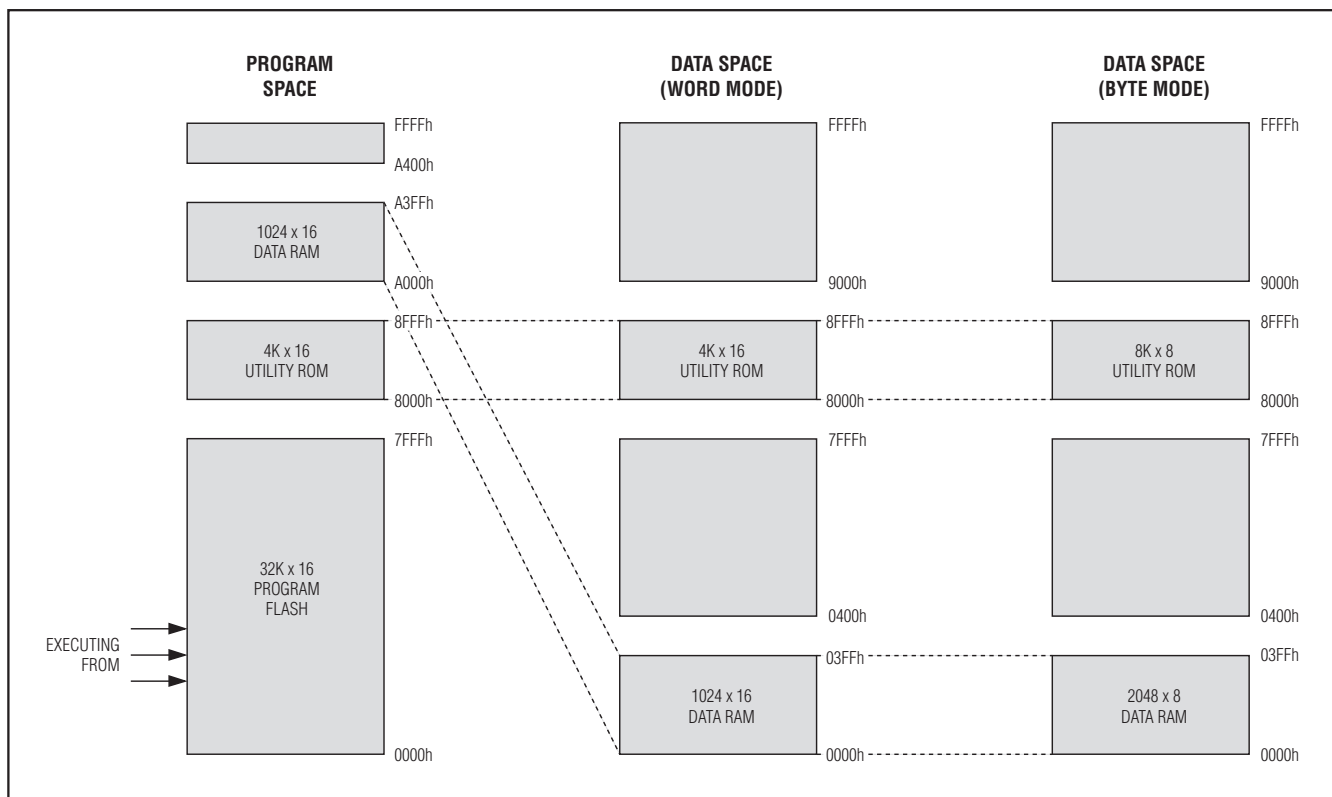 PROGRAM
SPACE
FFFFh
A400h
A3FFh
1024 x 16
DATA RAM
A000h
8FFFh
4K x 16
UTILITY ROM
8000h
7FFFh
32K x 16
PROGRAM
FLASH
EXECUTING
FROM
0000h
DATA SPACE
(WORD MODE)
FFFFh
9000h
8FFFh
4K x 16
UTILITY ROM
8000h
7FFFh
0400h
03FFh
1024 x 16
DATA RAM
0000h
DATA SPACE
(BYTE MODE)
FFFFh
9000h
8FFFh
8K x 8
UTILITY ROM
8000h
7FFFh
0400h
03FFh
2048 x 8
DATA RAM
0000h